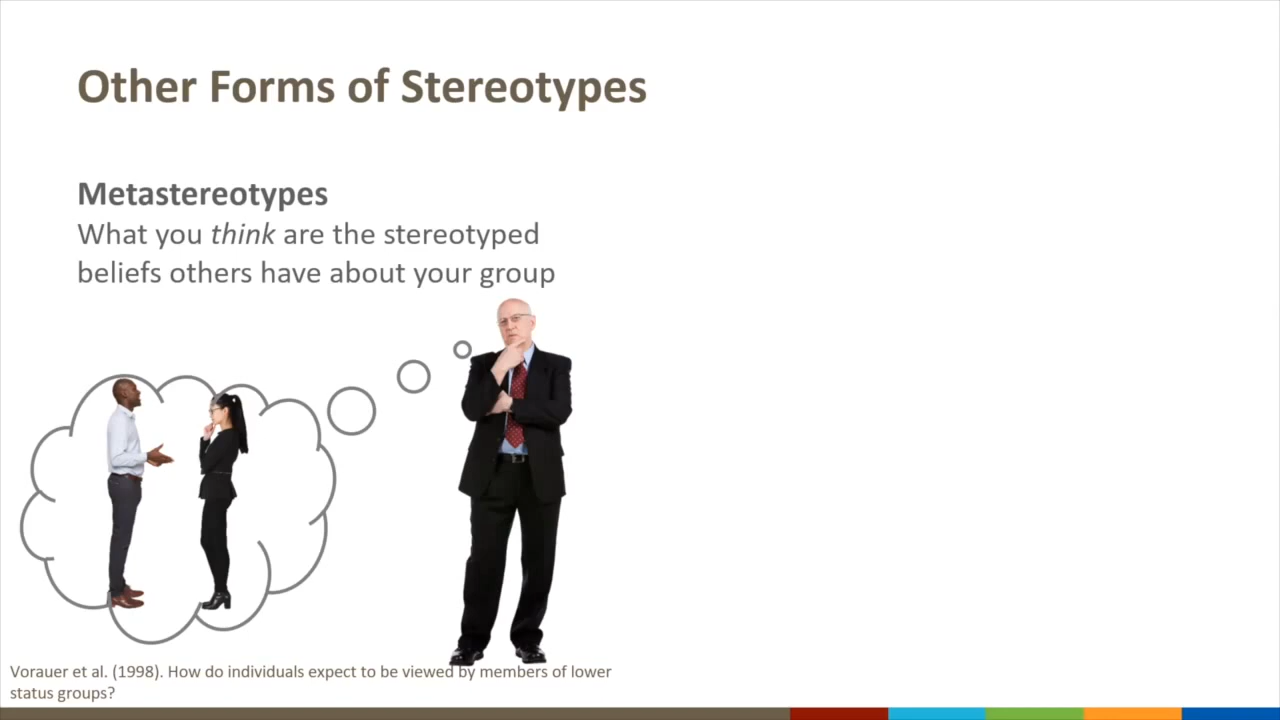 Other Forms of Stereotypes
Metastereotypes
What you think are the stereotyped
beliefs others have about your group
Vorauer et al. (1998). How do individuals expect to be viewed by members of lower
status groups?